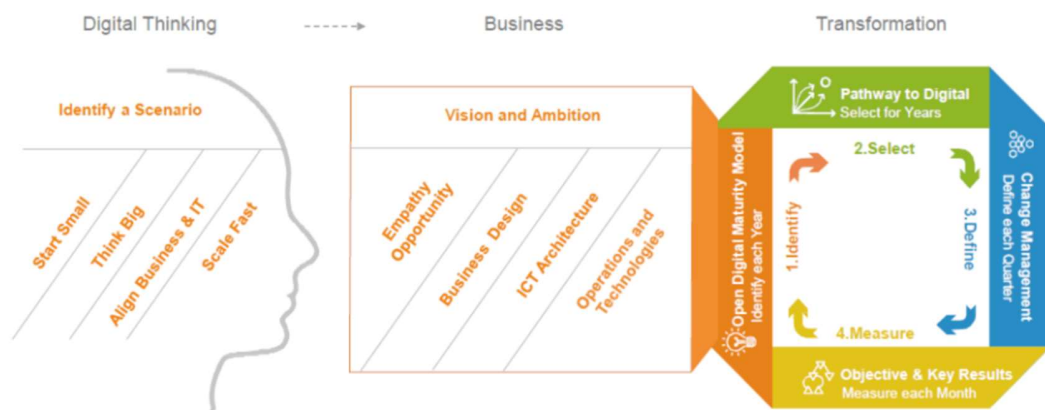 Digital Thinking
Business
Transformation
Identify a Scenario
Start Small
Think Big
Align Business & IT
Scale Fast
Vision and Ambition
Empathy
Opportunity
Business Design
ICT Architecture
Operations and
Technologies
Open Digital Maturity Model
Identify each Year
Pathway to Digital
Select for Years
Change Management
Define each Quarter
Objective & Key Results
Measure each Month
1.Identify
2.Select
3.Define
4.Measure